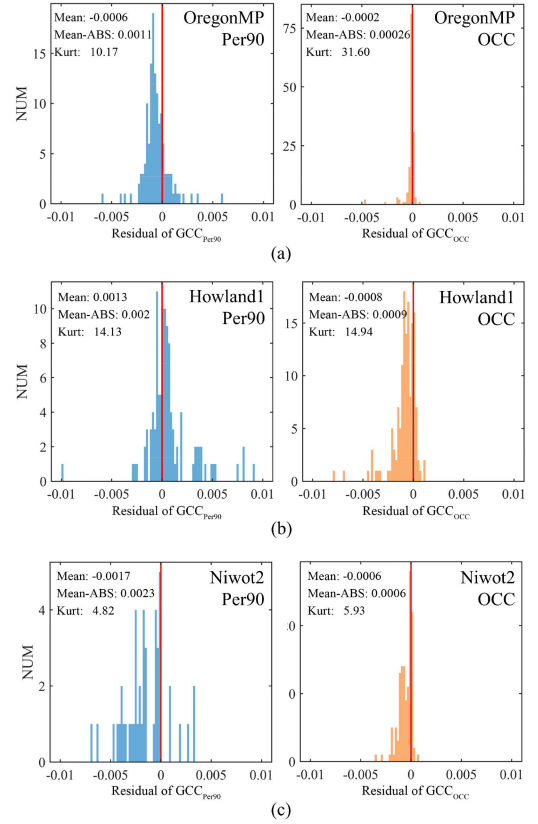 OregonMP
Per90
Mean: -0.0006
Mean-ABS: 0.0011
Kurt: 10.17
NUM
15
10
5
0
-0.01 -0.005 0 0.005 0.01
Residual of GCC_Per90
OregonMP
OCC
Mean: -0.0002
Mean-ABS: 0.00026
Kurt: 31.60
75
50
25
0
-0.01 -0.005 0 0.005 0.01
Residual of GCC_OCC
(a)
Howland1
Per90
Mean: 0.0013
Mean-ABS: 0.002
Kurt: 14.13
NUM
10
8
6
4
2
0
-0.01 -0.005 0 0.005 0.01
Residual of GCC_Per90
Howland1
OCC
Mean: -0.0008
Mean-ABS: 0.0009
Kurt: 14.94
15
10
5
0
-0.01 -0.005 0 0.005 0.01
Residual of GCC_OCC
(b)
Niwot2
Per90
Mean: -0.0017
Mean-ABS: 0.0023
Kurt: 4.82
NUM
4
2
0
-0.01 -0.005 0 0.005 0.01
Residual of GCC_Per90
Niwot2
OCC
Mean: -0.0006
Mean-ABS: 0.0006
Kurt: 5.93
0
0
0
-0.01 -0.005 0 0.005 0.01
Residual of GCC_OCC
(c)